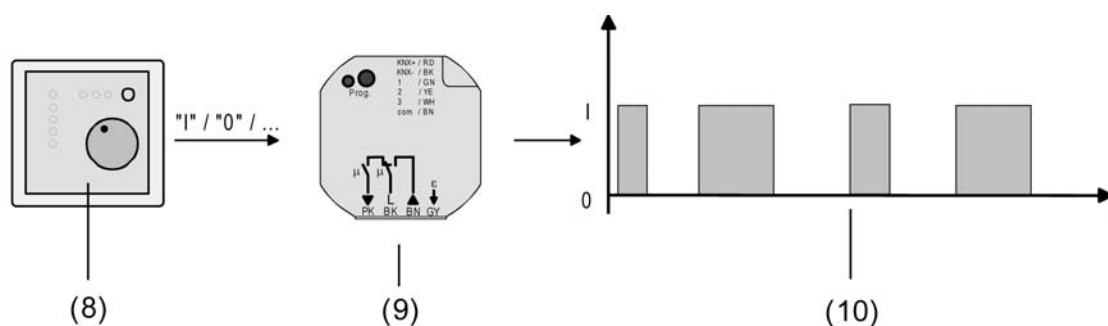 "I" / "0" / ...
KNX+ / RD
KNX- / BK
1 / GN
2 / YE
3 / WH
com / BN
Prog.
µ µ
L ε
PK BK BN GY
I
0
(8)
(9)
(10)